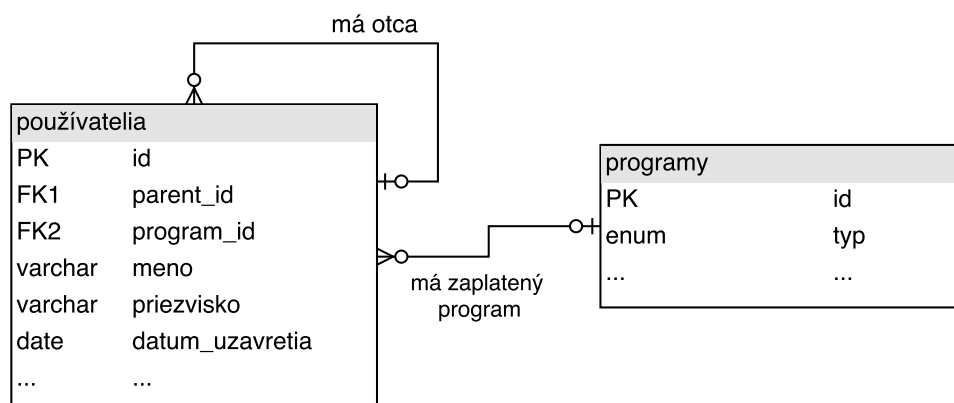 má otca
používatelia
PK id
FK1 parent_id
FK2 program_id
varchar meno
varchar priezvisko
date datum_uzavretia
... ...
má zaplatený
program
programy
PK id
enum typ
... ...